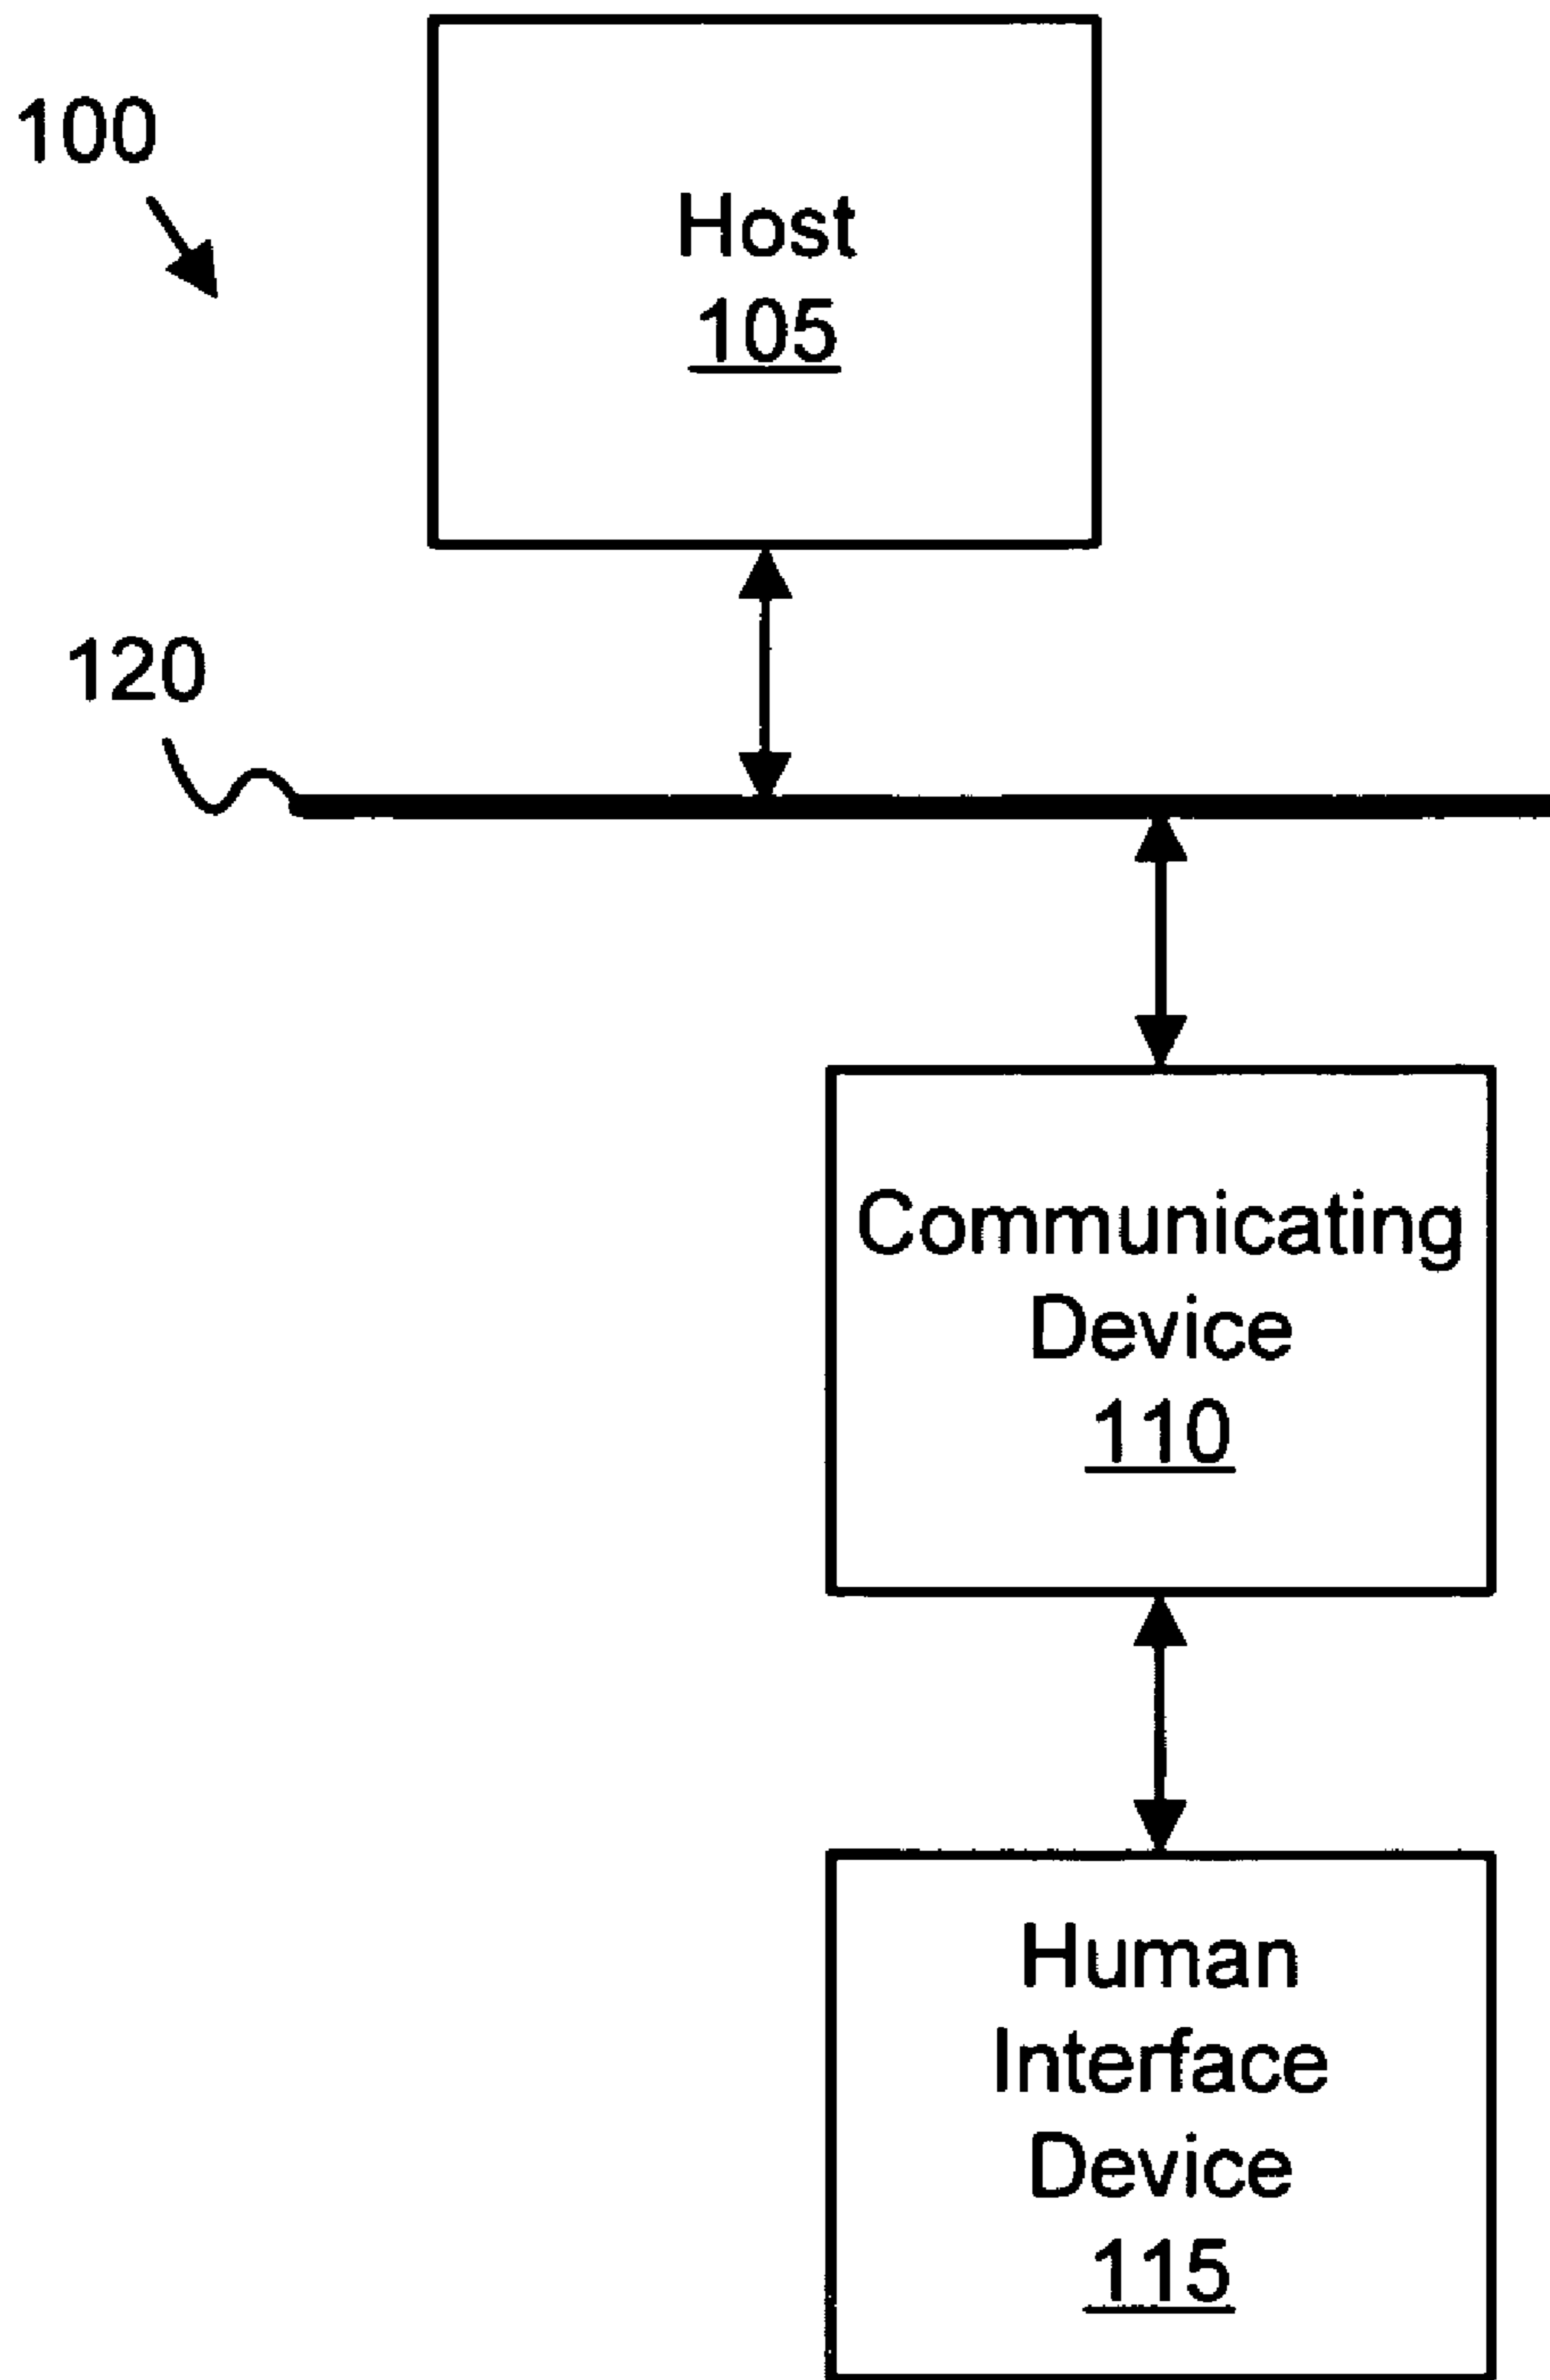 100
Host
105
120
Communicating
Device
110
Human
Interface
Device
115